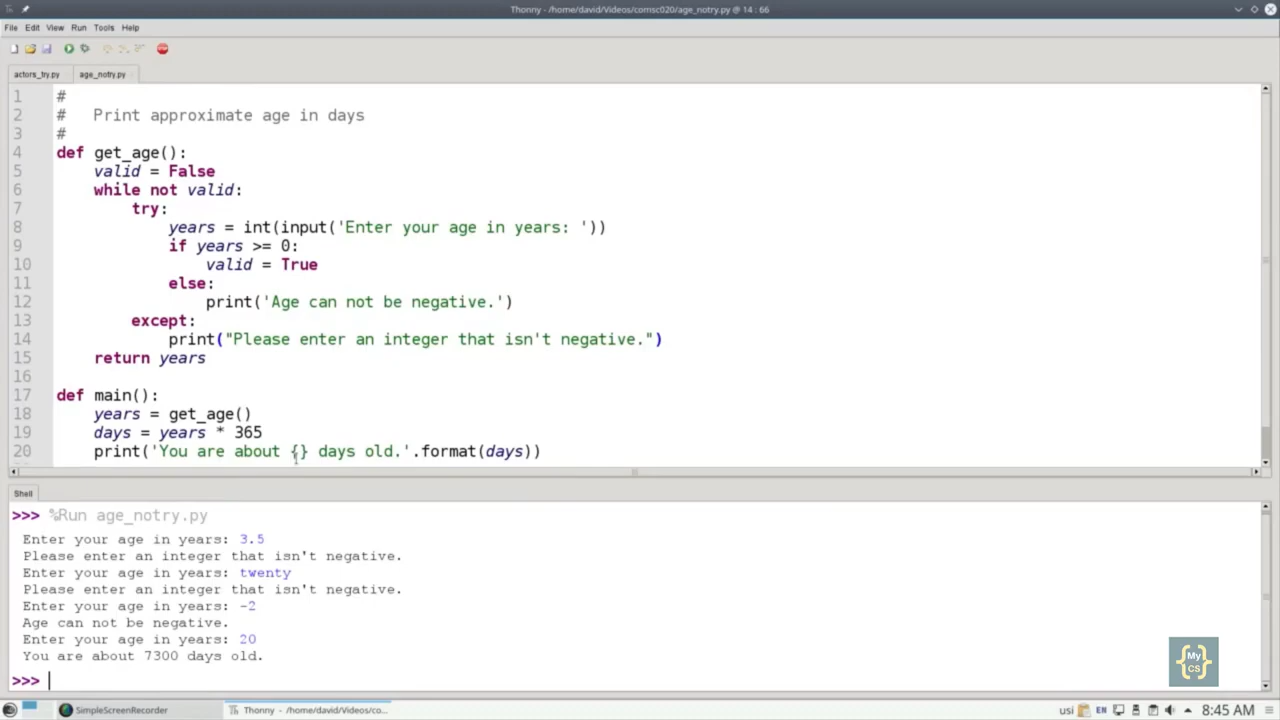 Thonny - /home/david/Videos/comsc020/age_notry.py @ 14 : 66
File Edit View Run Tools Help
actors_try.py age_notry.py
1 #
2 #   Print approximate age in days
3 #
4 def get_age():
5     valid = False
6     while not valid:
7         try:
8             years = int(input('Enter your age in years: '))
9             if years >= 0:
10                 valid = True
11             else:
12                 print('Age can not be negative.')
13         except:
14             print("Please enter an integer that isn't negative.")
15     return years
16
17 def main():
18     years = get_age()
19     days = years * 365
20     print('You are about {} days old.'.format(days))
Shell
>>> %Run age_notry.py
Enter your age in years: 3.5
Please enter an integer that isn't negative.
Enter your age in years: twenty
Please enter an integer that isn't negative.
Enter your age in years: -2
Age can not be negative.
Enter your age in years: 20
You are about 7300 days old.
>>>
{My CS}
SimpleScreenRecorder Thonny - /home/david/Videos/co... usi EN 8:45 AM